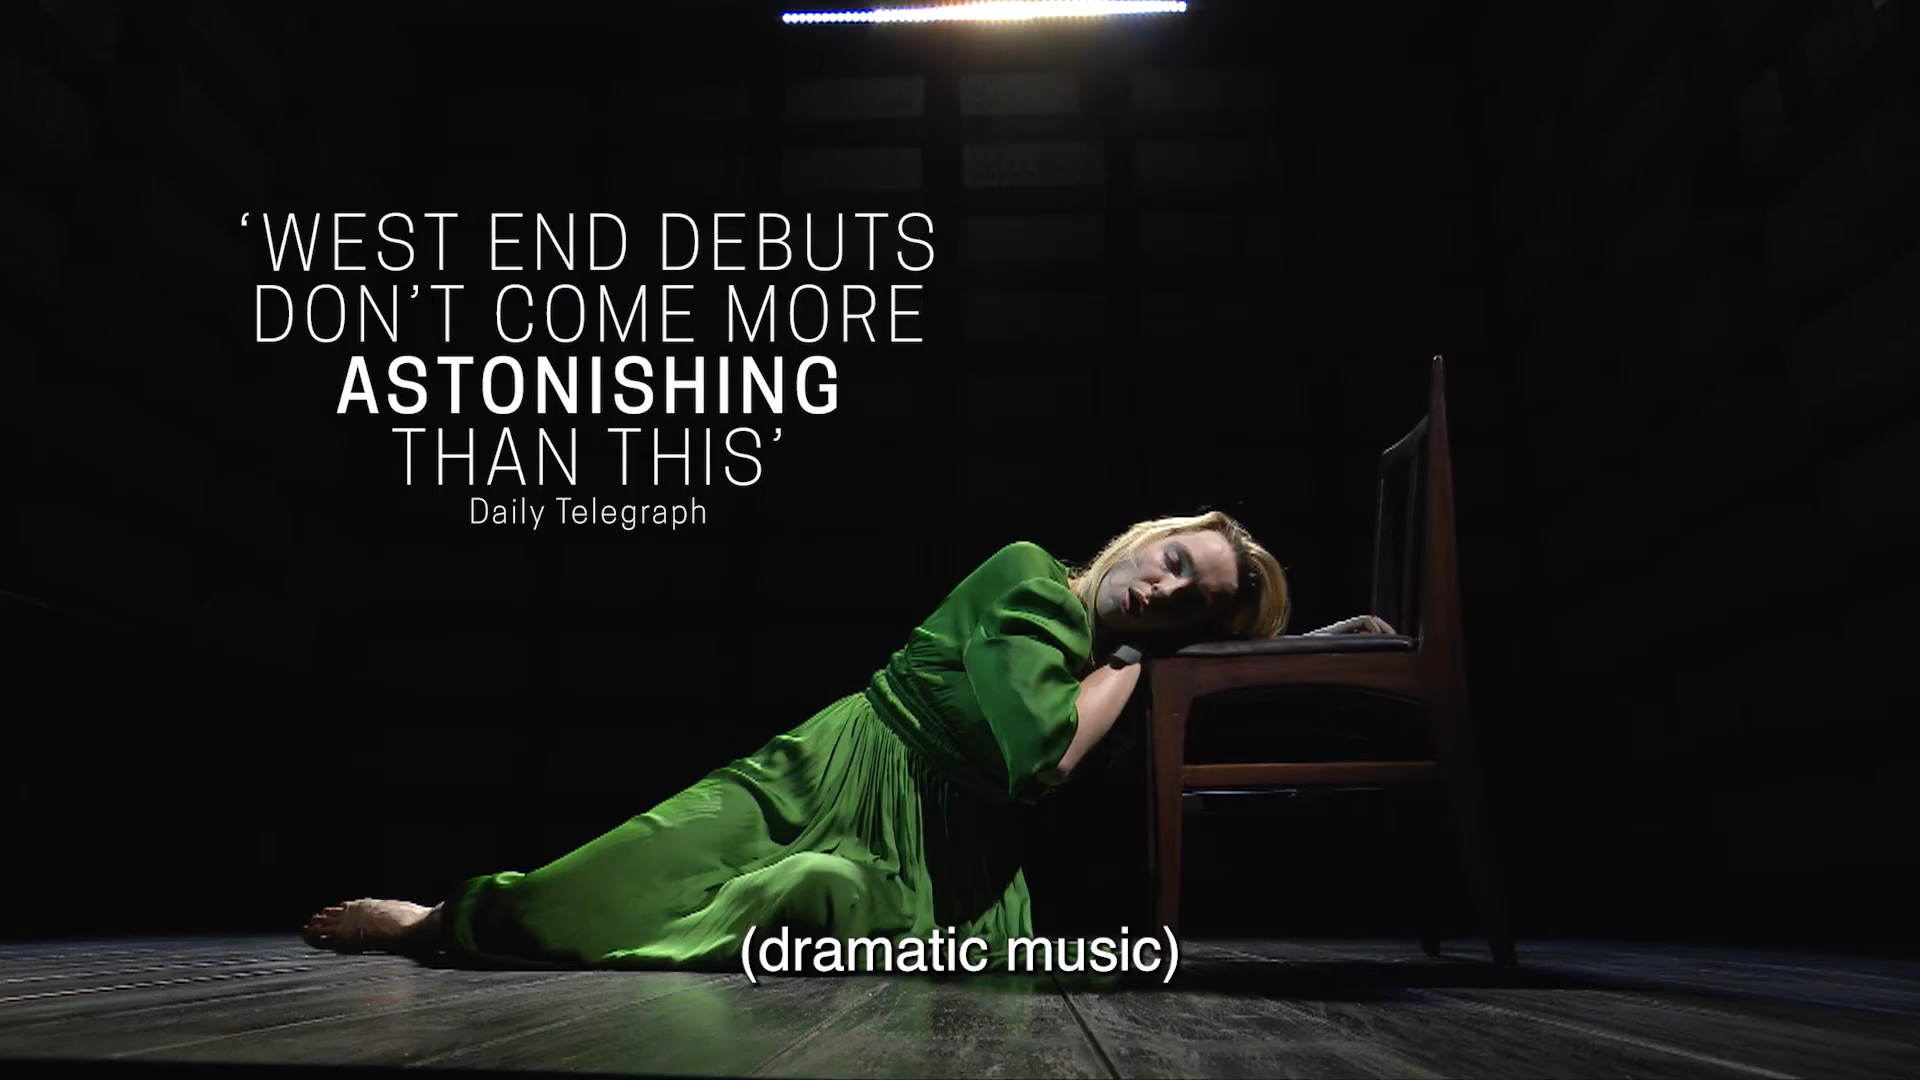 ‘WEST END DEBUTS
DON’T COME MORE
ASTONISHING
THAN THIS’
Daily Telegraph
(dramatic music)